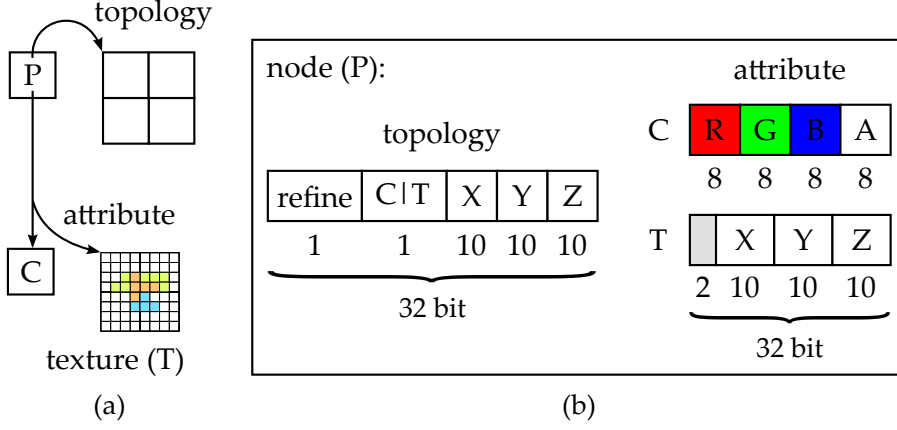 topology
P
attribute
C
texture (T)
(a)
node (P):
topology
refine C|T X Y Z
1 1 10 10 10
32 bit
attribute
C R G B A
8 8 8 8
T X Y Z
2 10 10 10
32 bit
(b)